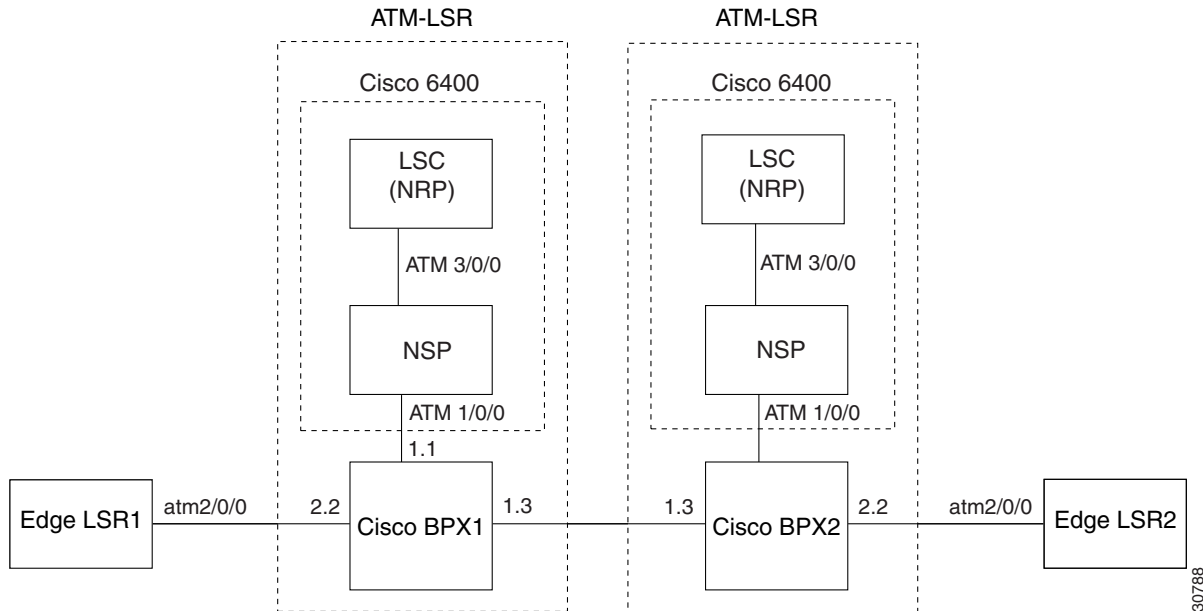 ATM-LSR
ATM-LSR
Cisco 6400
Cisco 6400
LSC
(NRP)
LSC
(NRP)
ATM 3/0/0
ATM 3/0/0
NSP
NSP
ATM 1/0/0
ATM 1/0/0
1.1
Edge LSR1
atm2/0/0
2.2
Cisco BPX1
1.3
1.3
Cisco BPX2
2.2
atm2/0/0
Edge LSR2
30788